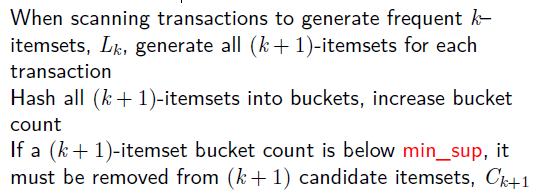 When scanning transactions to generate frequent k–
itemsets, Lk, generate all (k + 1)-itemsets for each
transaction
Hash all (k + 1)-itemsets into buckets, increase bucket
count
If a (k + 1)-itemset bucket count is below min_sup, it
must be removed from (k + 1) candidate itemsets, Ck+1